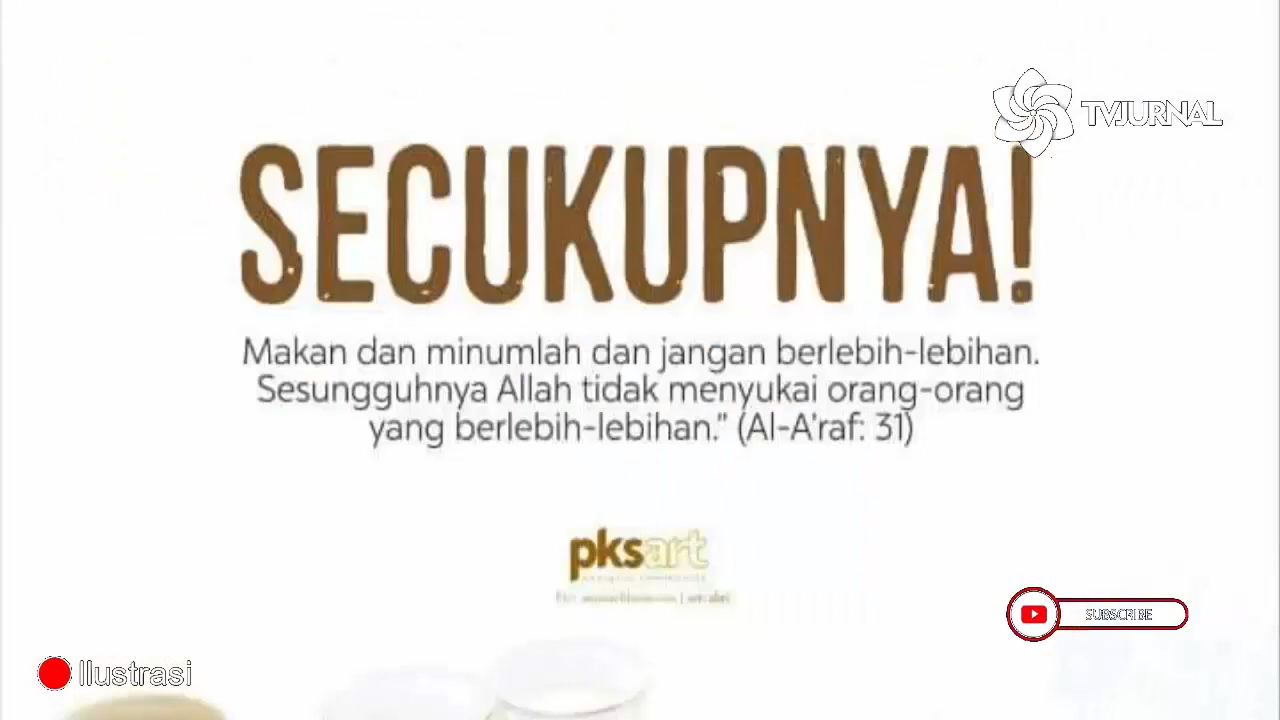 TVJURNAL
SECUKUPNYA!
Makan dan minumlah dan jangan berlebih-lebihan.
Sesungguhnya Allah tidak menyukai orang-orang
yang berlebih-lebihan." (Al-A'raf: 31)
pksart
SUBSCRIBE
Ilustrasi